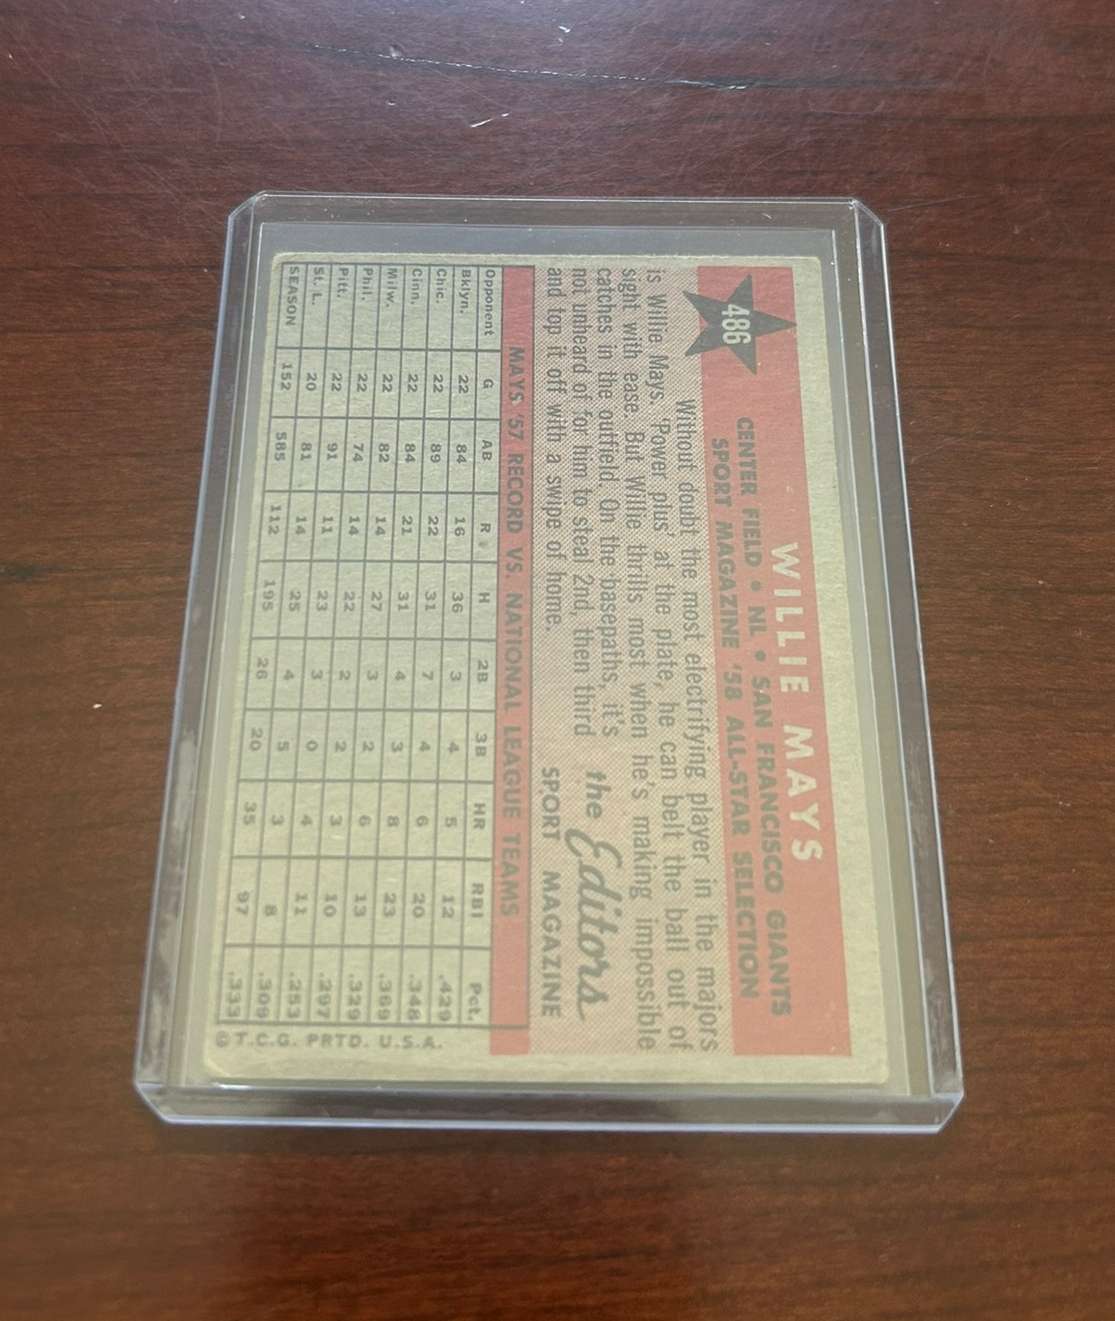 486
WILLIE MAYS
CENTER FIELD • NL • SAN FRANCISCO GIANTS
SPORT MAGAZINE '58 ALL-STAR SELECTION
Without doubt the most electrifying player in the majors
is Willie Mays. 'Power plus' at the plate, he can belt the ball out of
sight with ease. But Willie thrills most when he's making impossible
catches in the outfield. On the basepaths, it's
not unheard of for him to steal 2nd, then third
and top it off with a swipe of home.
the Editors
SPORT MAGAZINE
MAYS '57 RECORD VS. NATIONAL LEAGUE TEAMS
Opponent G AB R H 2B 3B HR RBI Pct.
Bklyn. 22 84 16 36 3 4 5 12 .429
Chic. 22 89 22 31 7 4 6 20 .348
Cinn. 22 84 21 31 4 3 8 23 .369
Milw. 22 82 14 27 3 2 6 13 .329
Phil. 22 74 14 22 2 2 3 10 .297
Pitt. 22 91 11 23 3 0 4 11 .253
St. L. 20 81 14 25 4 5 3 8 .309
SEASON 152 585 112 195 26 20 35 97 .333
© T.C.G. PRTD. U.S.A.